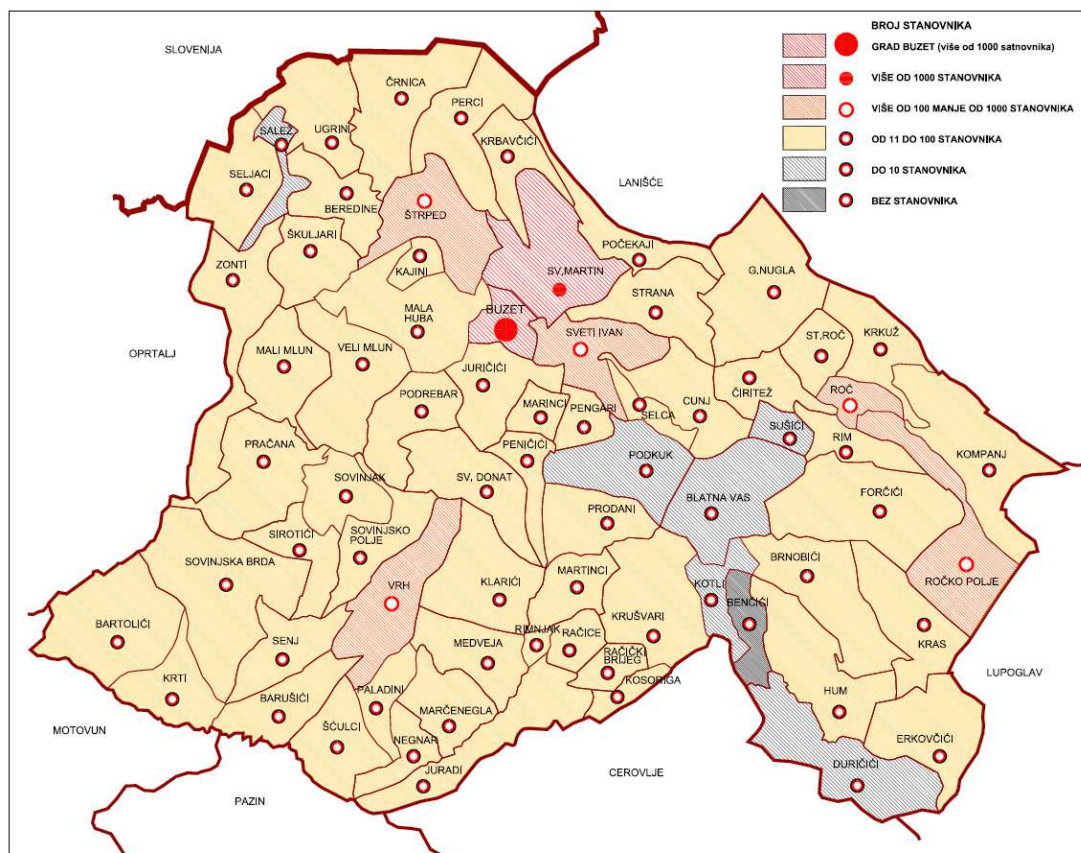 BROJ STANOVNIKA
GRAD BUZET (više od 1000 satnovnika)
VIŠE OD 1000 STANOVNIKA
VIŠE OD 100 MANJE OD 1000 STANOVNIKA
OD 11 DO 100 STANOVNIKA
DO 10 STANOVNIKA
BEZ STANOVNIKA
SLOVENIJA
ČRNICA
PERCI
SALEŽ
UGRINI
KRBAVČIĆI
LANIŠĆE
SELJACI
BEREDINE
ŠTRPED
ŠKULJARI
POČEKAJI
ZONTI
KAJINI
SV,MARTIN
G,NUGLA
STRANA
MALA
HUBA
BUZET
SVETI IVAN
OPRTALJ
MALI MLUN
VELI MLUN
ST,ROČ
KRKUŽ
JURIČIĆI
ČIRITEŽ
ROČ
PODREBAR
MARINCI
PENGARI
SELCA
CUNJ
SUŠIĆI
RIM
PRAČANA
PENIČIĆI
PODKUK
KOMPANJ
SOVINJAK
SV, DONAT
BLATNA VAS
FORČIĆI
PRODANI
SIROTIĆI
SOVINJSKO
POLJE
SOVINJSKA BRDA
VRH
KLARIĆI
MARTINCI
KOTLI
BRNOBIĆI
ROČKO POLJE
BENČIĆI
BARTOLIĆI
SENJ
MEDVEJA
RIMNJAK
RAČICE
KRUŠVARI
RAČIČKI
BRIJEG
KRAS
KOSORIGA
LUPOGLAV
KRTI
BARUŠIĆI
PALADINI
MARČENEGLA
HUM
MOTOVUN
ŠĆULCI
NEGNAR
JURADI
ERKOVČIĆI
DURIČIĆI
CEROVLJE
PAZIN